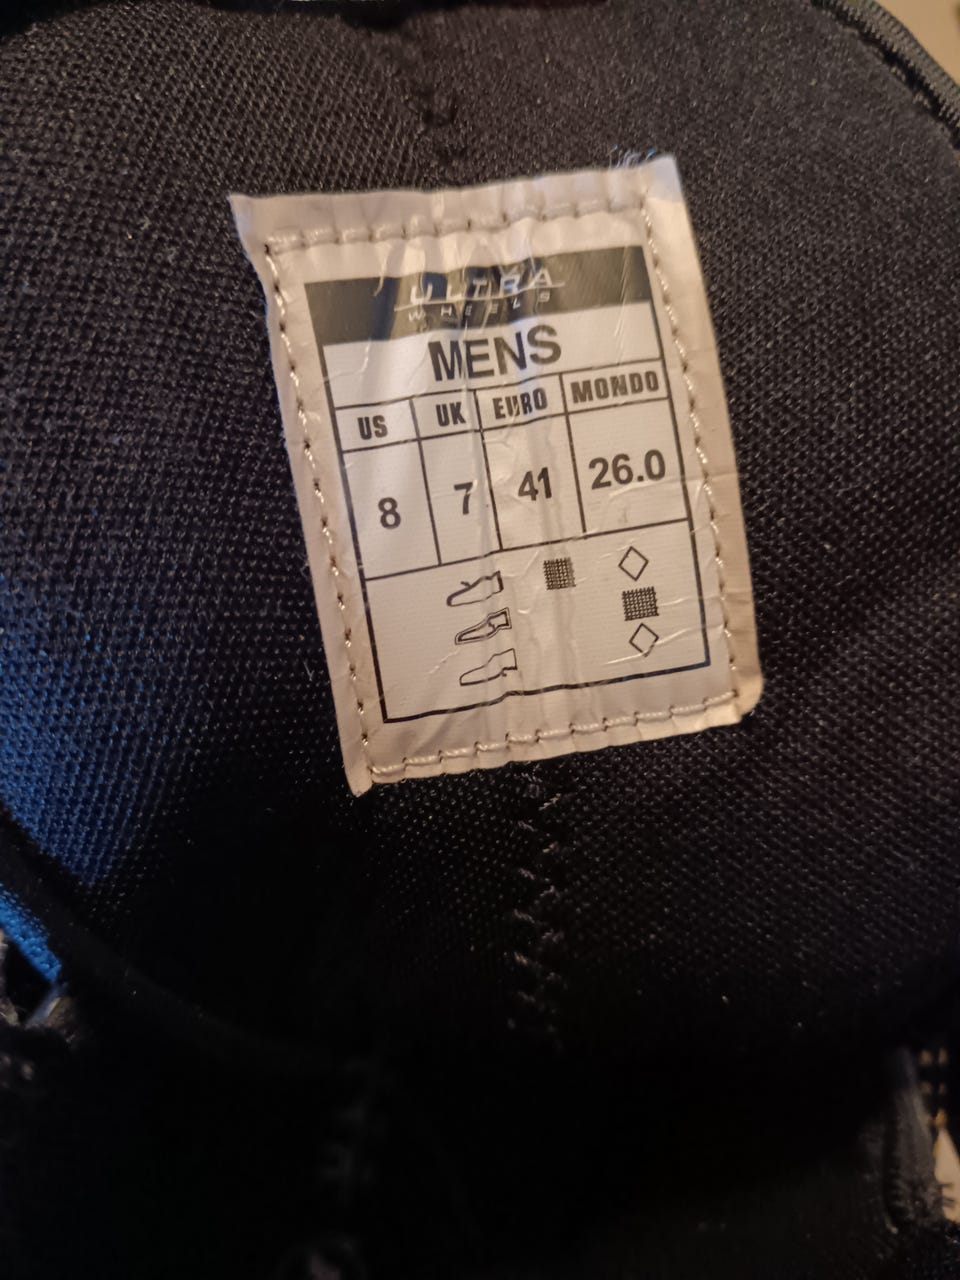 ULTRA
WHEELS
MENS
US UK EURO MONDO
8 7 41 26.0